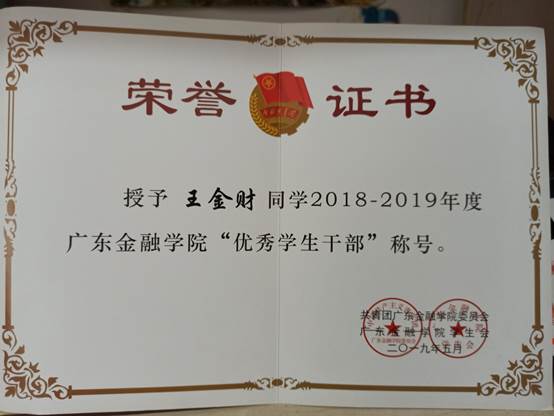 荣誉证书
授予 王金财 同学2018-2019年度
广东金融学院“优秀学生干部”称号。
共青团广东金融学院委员会
广东金融学院学生会
二〇一九年五月